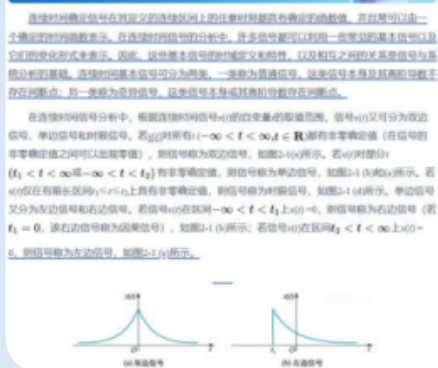 连续时间确定信号在其定义的连续区间上的任意时刻都具有确定的函数值，并且常可以由一
个确定的时间函数表示。在连续时间信号的分析中，许多信号都可以利用一些常见的基本信号以及
它们的变化形式来表示。因此，这些基本信号的时域定义和特性，以及相互之间的关系是信号与系
统分析的基础。连续时间基本信号可分为两类，一类称为普通信号，这类信号本身及其高阶导数不
存在间断点；另一类称为奇异信号，这类信号本身或其高阶导数存在间断点。
在连续时间信号分析中，根据连续时间信号x(t)的自变量t的取值范围，信号x(t)又可分为双边
信号、单边信号和时限信号。若x(t)对所有t (−∞ < t < ∞, t ∈ R)都有非零确定值（在信号的
非零确定值之间可以出现零值），则信号称为双边信号，如图2-1(a)所示。若x(t)对部分t
(t₁ < t < ∞或−∞ < t < t₂) 有非零确定值，则信号称为单边信号，如图2-1 (b)和(c)所示。若
x(t)仅在有限长区间t₁<t<t₂上具有非零确定值，则信号称为时限信号，如图2-1 (d)所示。单边信号
又分为左边信号和右边信号。若信号x(t)在区间−∞ < t < t₁上x(t) =0，则信号称为右边信号（若
t₁ = 0，该右边信号称为因果信号），如图2-1 (b)所示；若信号x(t)在区间t₂ < t < ∞上x(t) =
0，则信号称为左边信号，如图2-1 (c)所示。
x(t) x(t)
O t t₁ O t
(a) 双边信号 (b) 右边信号